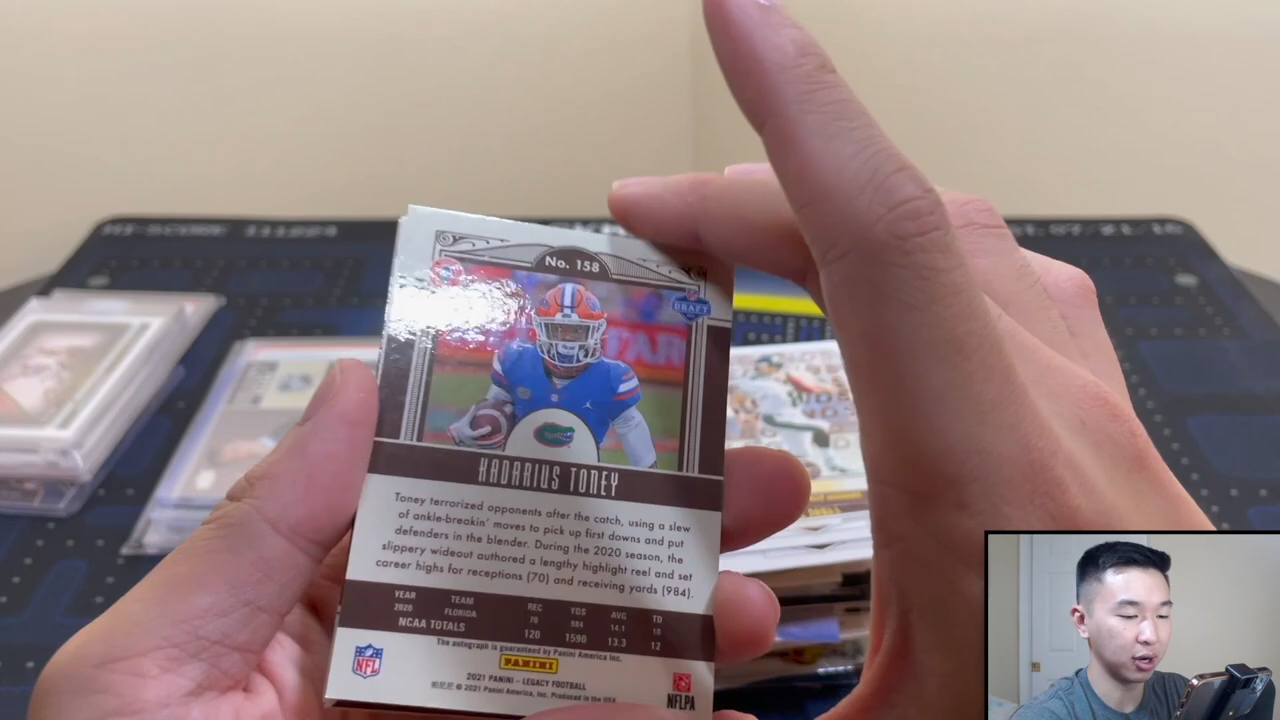 HI-SCORE 111224
No. 158
DRAFT
KADARIUS TONEY
Toney terrorized opponents after the catch, using a slew
of ankle-breakin' moves to pick up first downs and put
defenders in the blender. During the 2020 season, the
slippery wideout authored a lengthy highlight reel and set
career highs for receptions (70) and receiving yards (984).
YEAR TEAM REC YDS AVG TD
2020 FLORIDA 70 984 14.1 10
NCAA TOTALS 120 1590 13.3 12
The autograph is guaranteed by Panini America Inc.
PANINI
2021 PANINI - LEGACY FOOTBALL
© 2021 Panini America, Inc. Produced in the USA
NFL
NFLPA